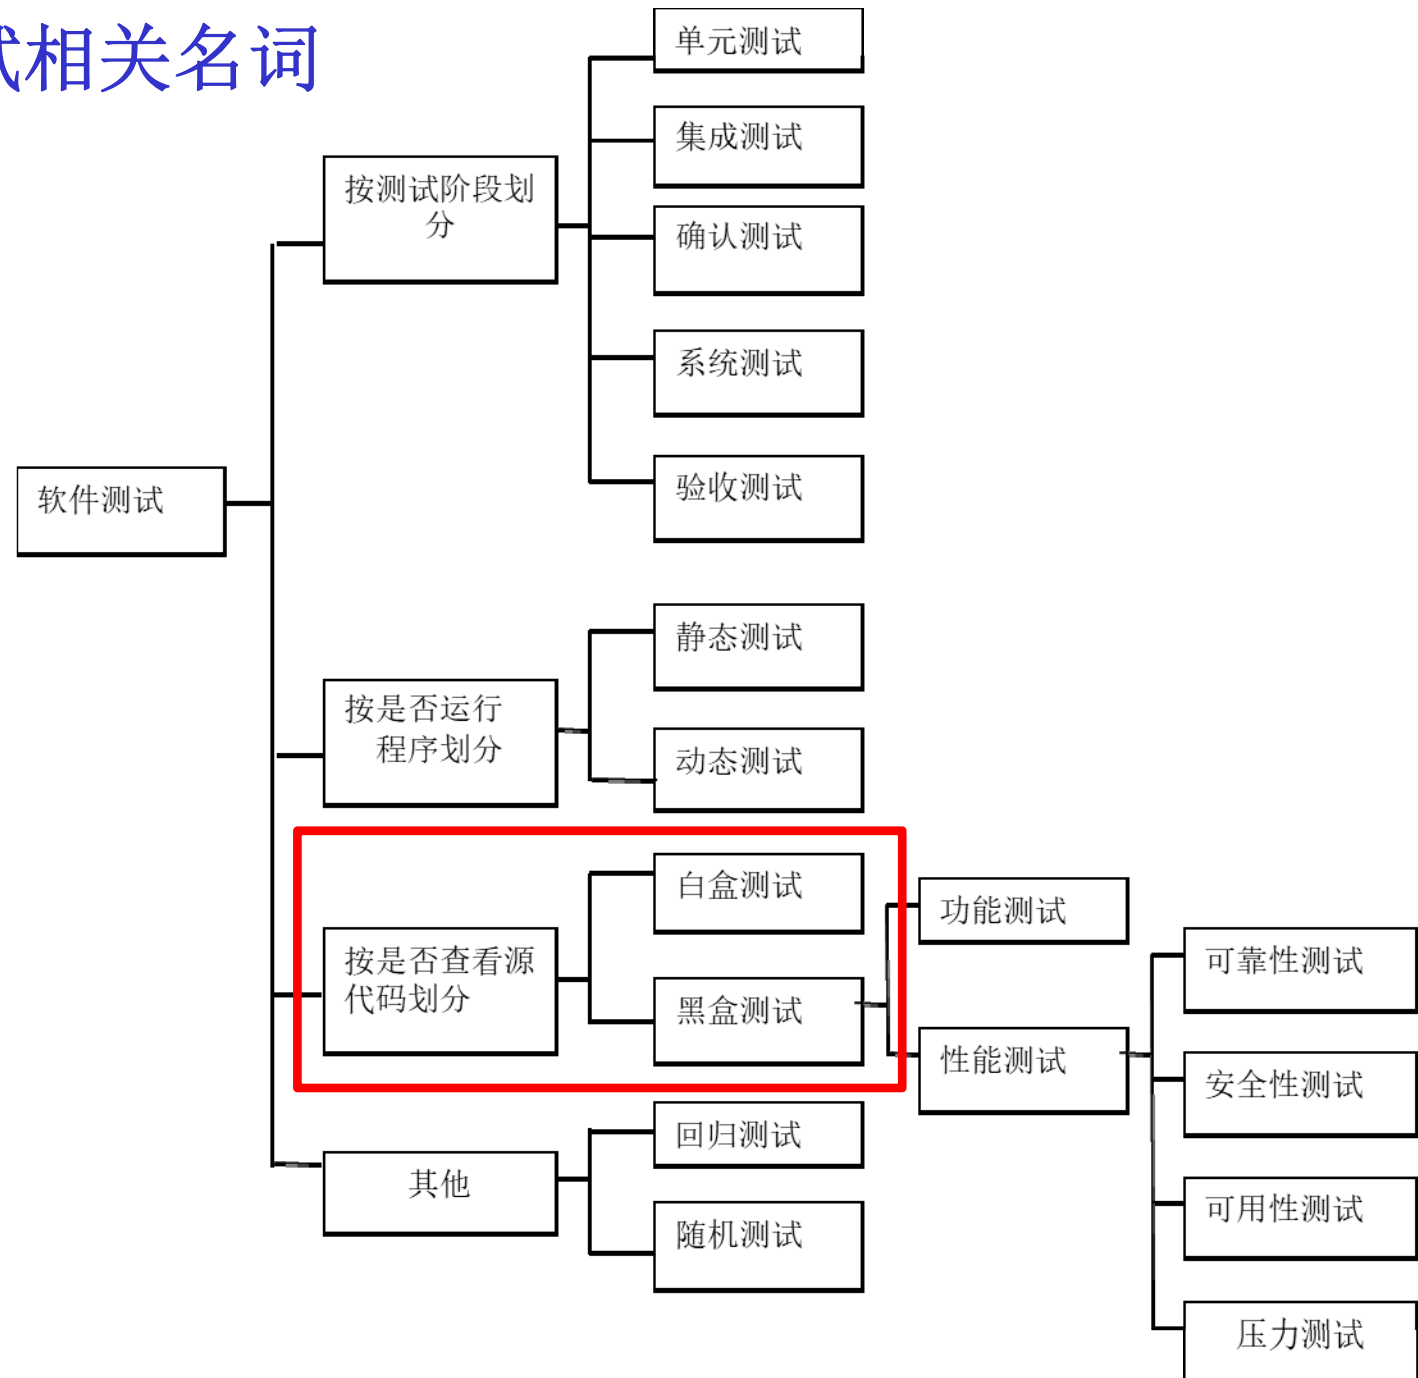 相关名词
单元测试
集成测试
按测试阶段划
分
确认测试
系统测试
验收测试
软件测试
静态测试
按是否运行
程序划分
动态测试
白盒测试
功能测试
按是否查看源
代码划分
黑盒测试
性能测试
可靠性测试
安全性测试
可用性测试
压力测试
其他
回归测试
随机测试